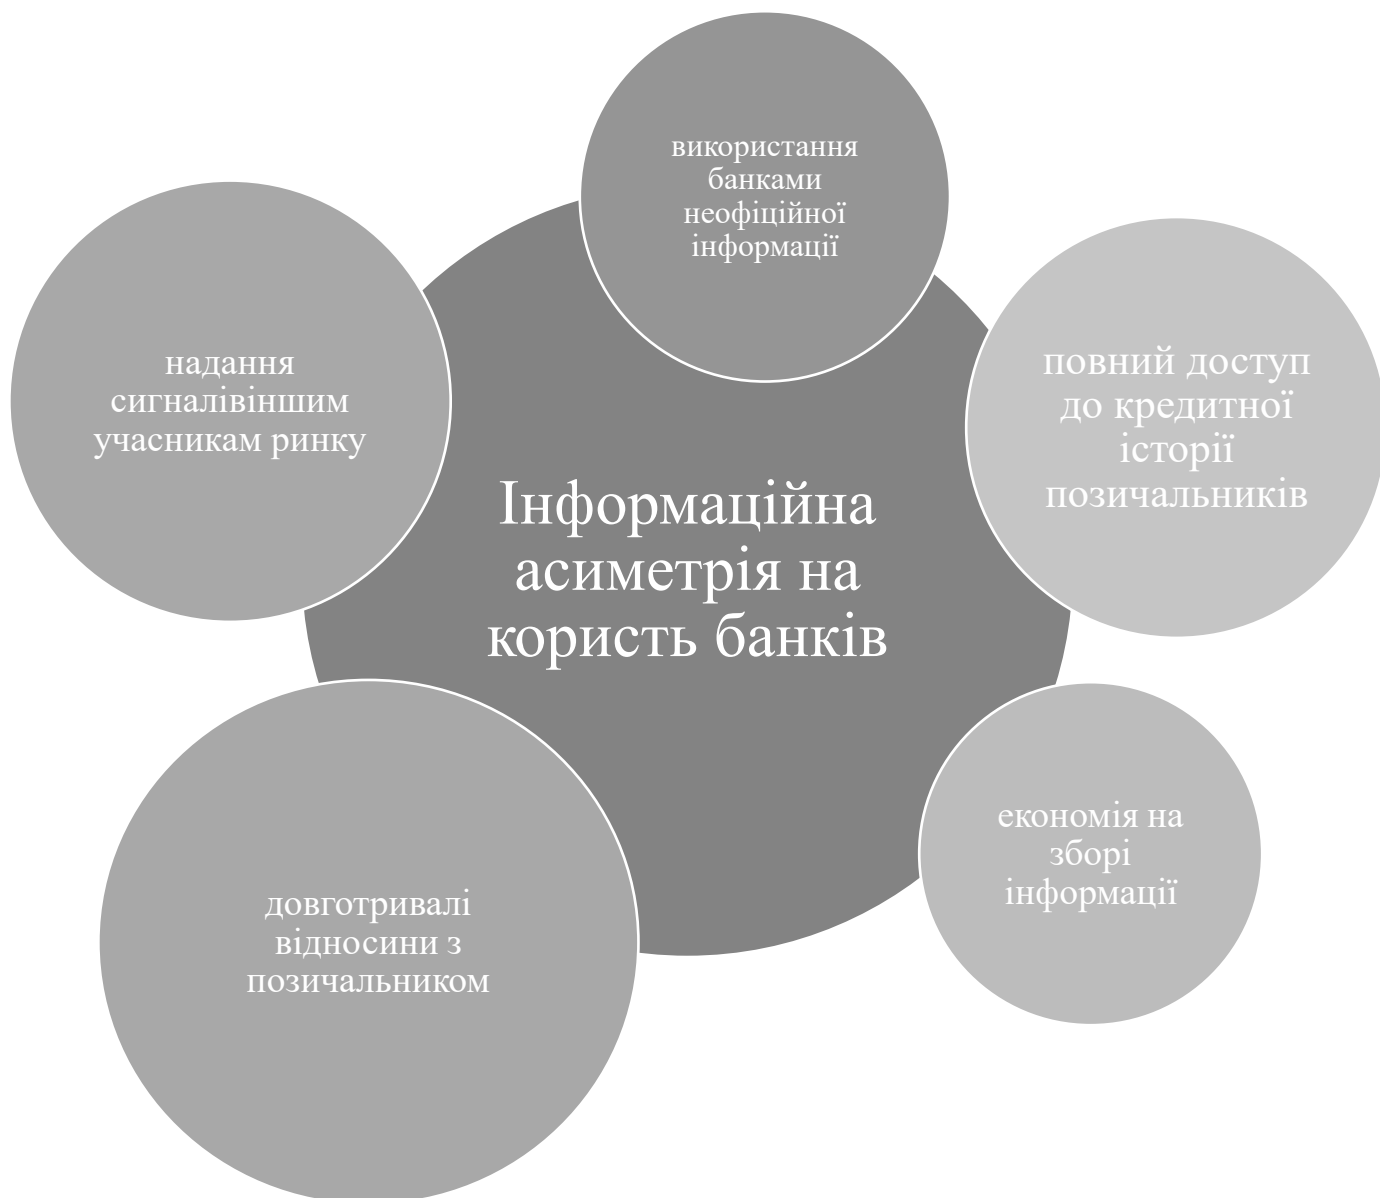 використання
банками
неофіційної
інформації
надання
сигналівіншим
учасникам ринку
повний доступ
до кредитної
історії
позичальників
Інформаційна
асиметрія на
користь банків
економія на
зборі
інформації
довготривалі
відносини з
позичальником